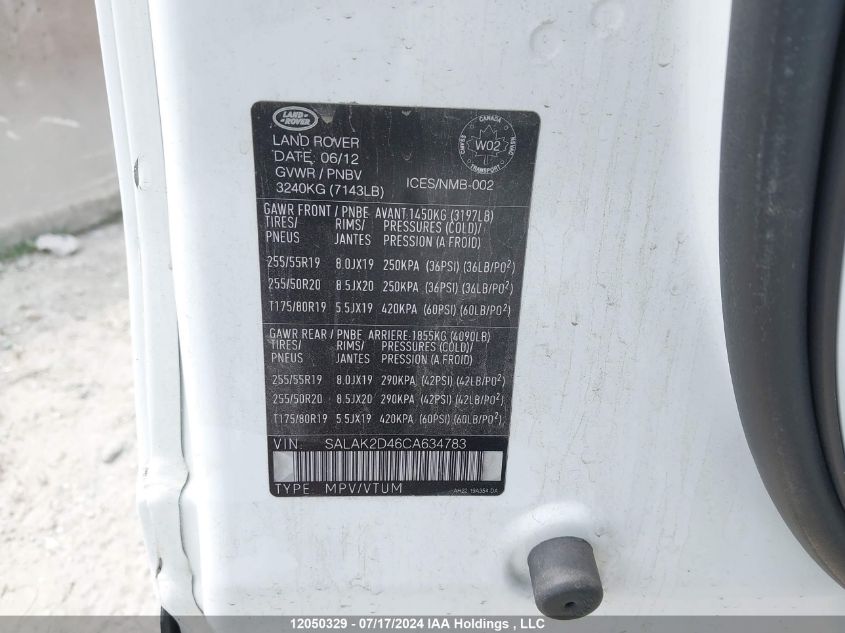 LAND ROVER
LAND ROVER
DATE: 06/12
GVWR / PNBV
3240KG (7143LB)
CANADA
W02
TRANSPORT
ICES/NMB-002
GAWR FRONT / PNBE AVANT 1450KG (3197LB)
TIRES/ RIMS/ PRESSURES (COLD)/
PNEUS JANTES PRESSION (A FROID)
255/55R19 8.0JX19 250KPA (36PSI) (36LB/PO²)
255/50R20 8.5JX20 250KPA (36PSI) (36LB/PO²)
T175/80R19 5.5JX19 420KPA (60PSI) (60LB/PO²)
GAWR REAR / PNBE ARRIERE 1855KG (4090LB)
TIRES/ RIMS/ PRESSURES (COLD)/
PNEUS JANTES PRESSION (A FROID)
255/55R19 8.0JX19 290KPA (42PSI) (42LB/PO²)
255/50R20 8.5JX20 290KPA (42PSI) (42LB/PO²)
T175/80R19 5.5JX19 420KPA (60PSI) (60LB/PO²)
VIN: SALAK2D46CA634783
TYPE: MPV/VTUM
12050329 - 07/17/2024 IAA Holdings , LLC